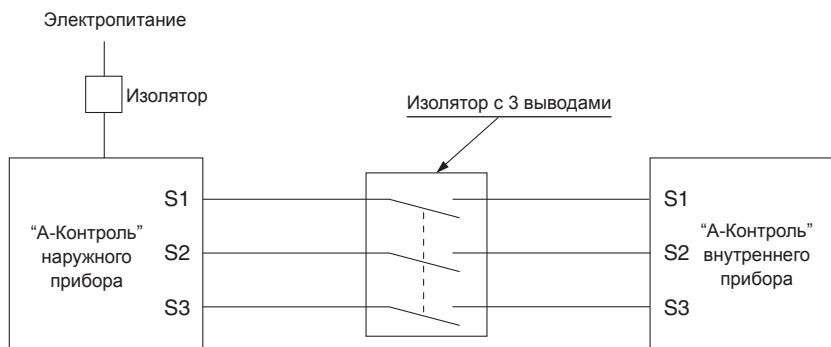 Электропитание
Изолятор
Изолятор с 3 выводами
“А-Контроль”
наружного
прибора
S1
S2
S3
S1
S2
S3
“А-Контроль”
внутреннего
прибора